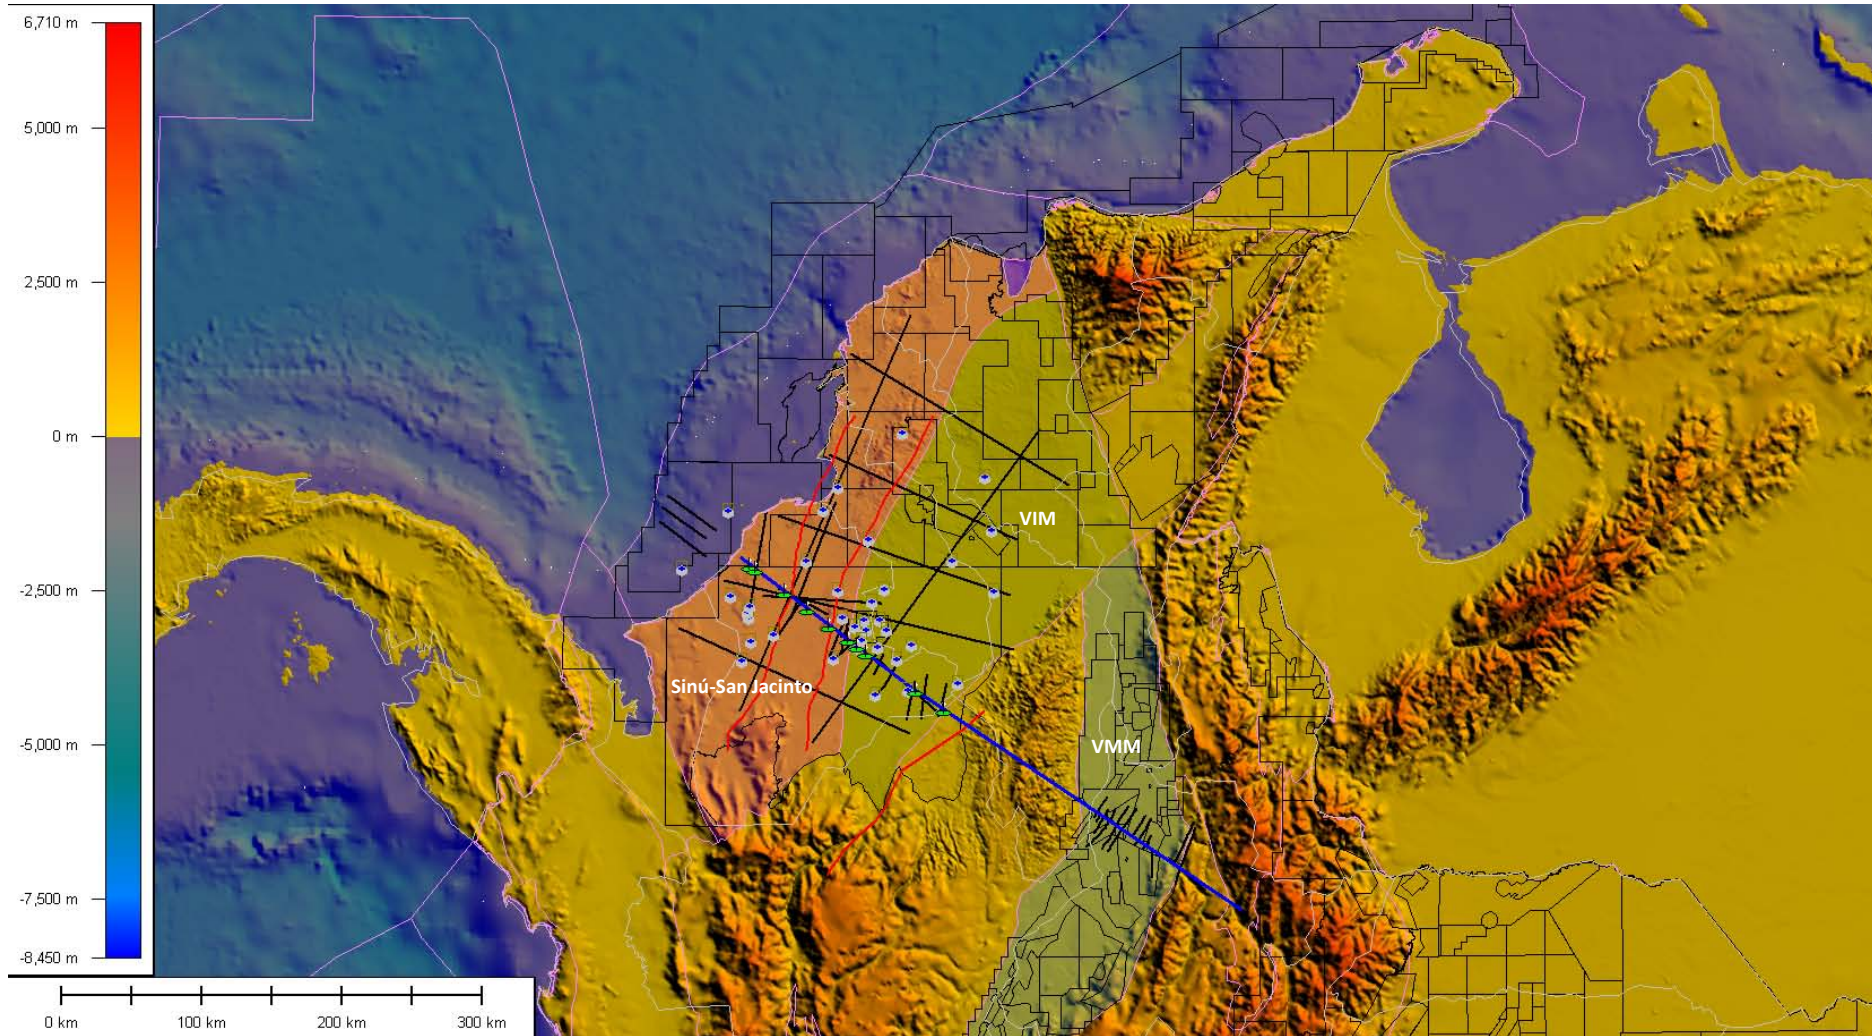 6,710 m
5,000 m
2,500 m
0 m
-2,500 m
-5,000 m
-7,500 m
-8,450 m
VIM
Sinú-San Jacinto
VMM
0 km 100 km 200 km 300 km